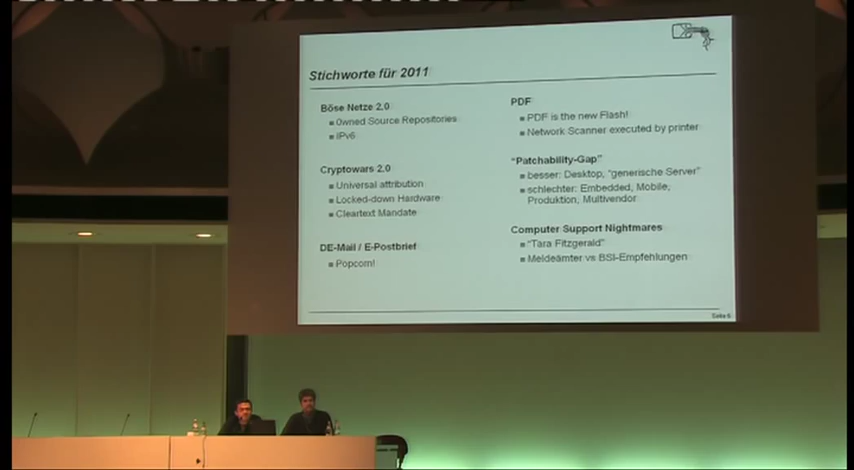 Stichworte für 2011
Böse Netze 2.0
0wned Source Repositories
IPv6
Cryptowars 2.0
Universal attribution
Locked-down Hardware
Cleartext Mandate
DE-Mail / E-Postbrief
Popcorn!
PDF
PDF is the new Flash!
Network Scanner executed by printer
"Patchability-Gap"
besser: Desktop, "generische Server"
schlechter: Embedded, Mobile,
Produktion, Multivendor
Computer Support Nightmares
"Tara Fitzgerald"
Meldeämter vs BSI-Empfehlungen
Seite 6